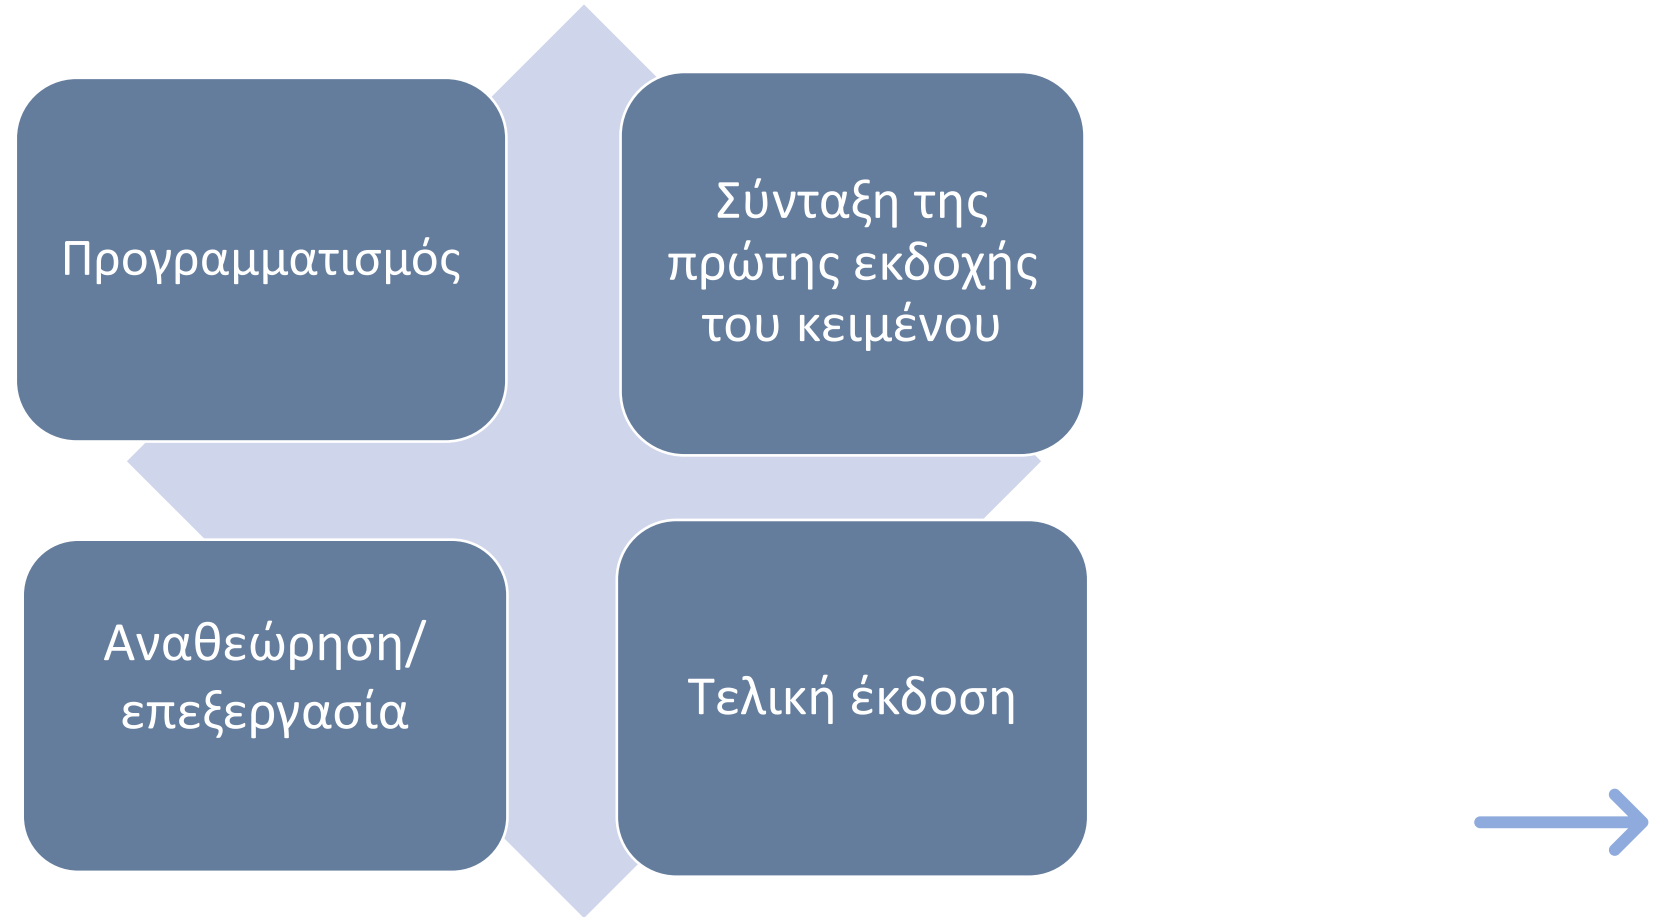 Προγραμματισμός
Σύνταξη της
πρώτης εκδοχής
του κειμένου
Αναθεώρηση/
επεξεργασία
Τελική έκδοση